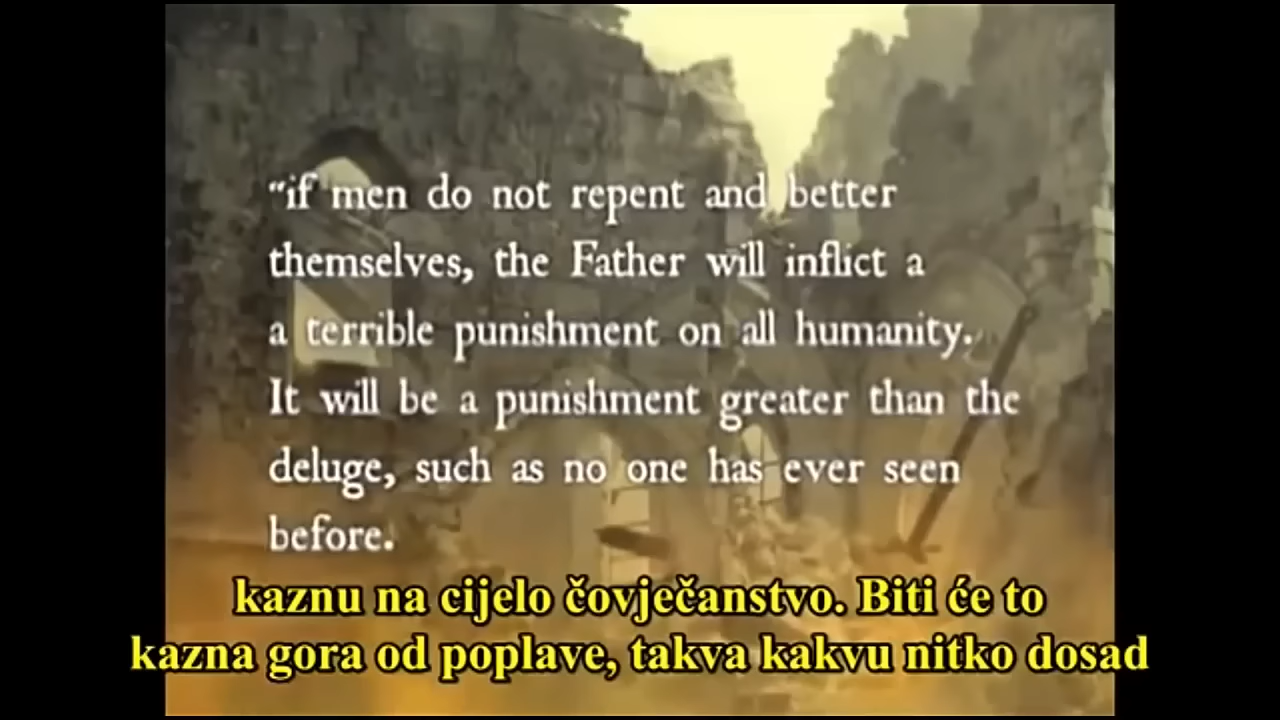 “if men do not repent and better
themselves, the Father will inflict a
a terrible punishment on all humanity.
It will be a punishment greater than the
deluge, such as no one has ever seen
before.
kaznu na cijelo čovječanstvo. Biti će to
kazna gora od poplave, takva kakvu nitko dosad